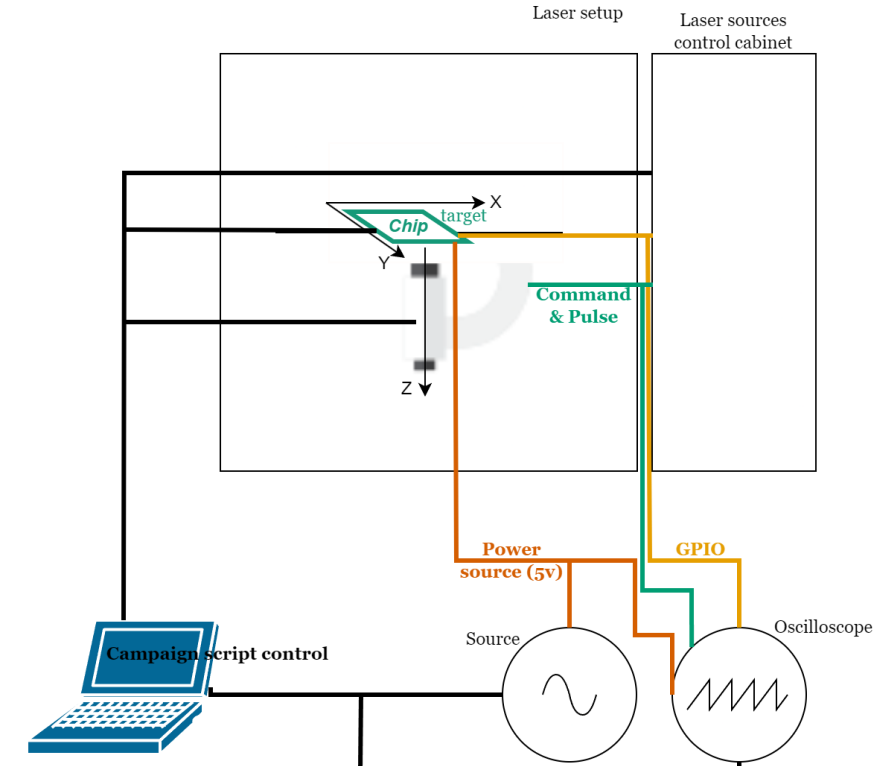 Laser setup
Laser sources
control cabinet
X
target
Chip
Y
Command
& Pulse
Z
Power
source (5v)
GPIO
Source
Oscilloscope
Campaign script control